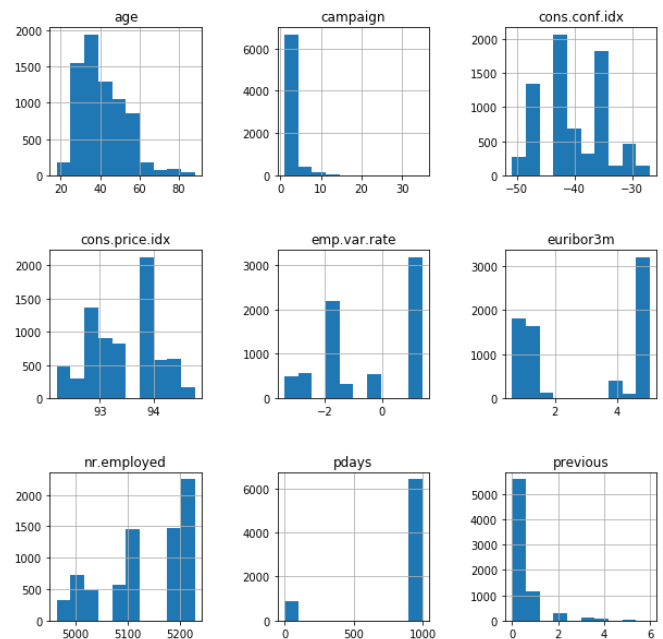 age campaign cons.conf.idx
2000 1500 1000 500 0
20 40 60 80
6000 4000 2000 0
0 10 20 30
2000 1500 1000 500 0
−50 −40 −30
cons.price.idx emp.var.rate euribor3m
2000 1500 1000 500 0
93 94
3000 2000 1000 0
−2 0
3000 2000 1000 0
2 4
nr.employed pdays previous
2000 1500 1000 500 0
5000 5100 5200
6000 4000 2000 0
0 500 1000
5000 4000 3000 2000 1000 0
0 2 4 6